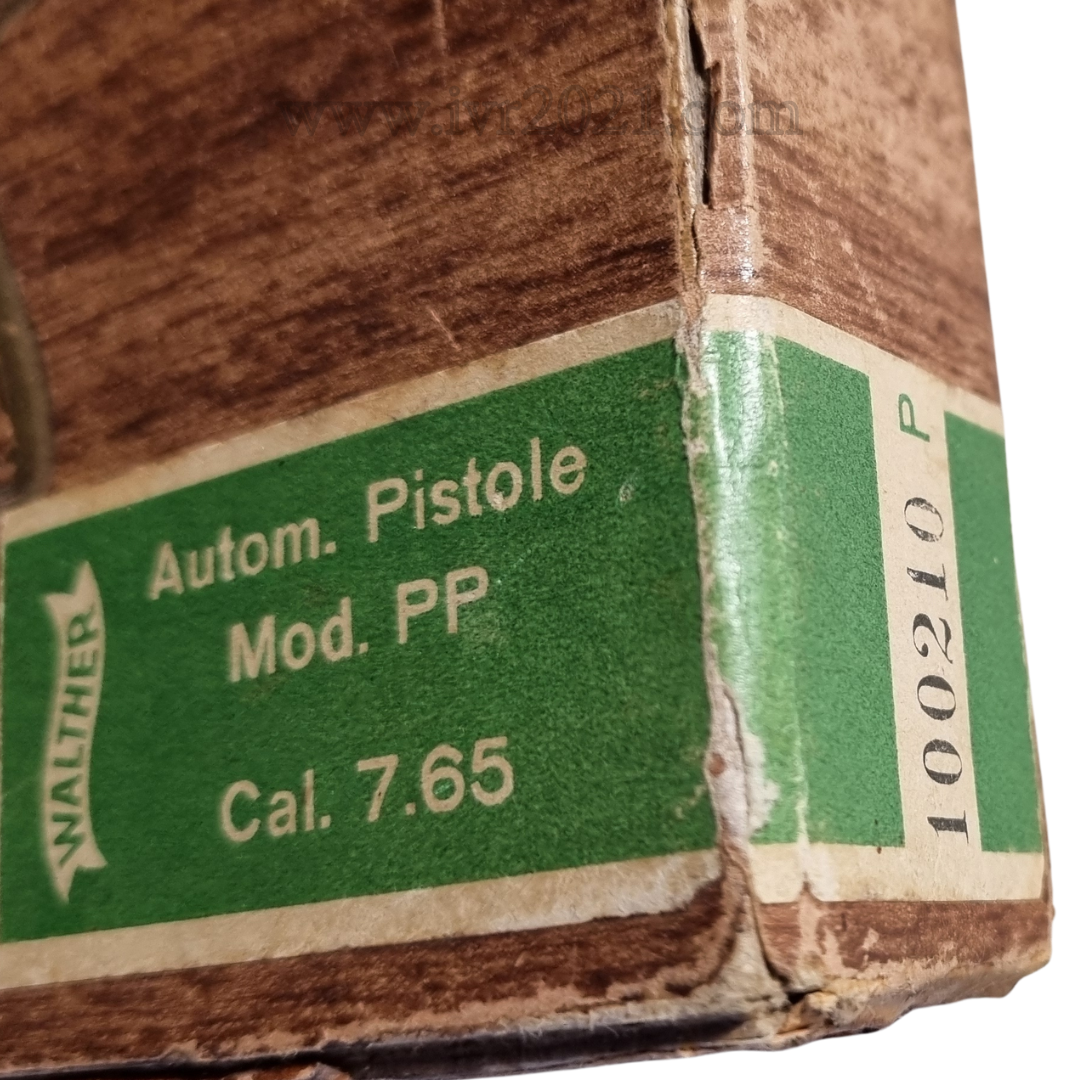 Autom. Pistole
Mod. PP
Cal. 7.65
WALTHER
100210 P